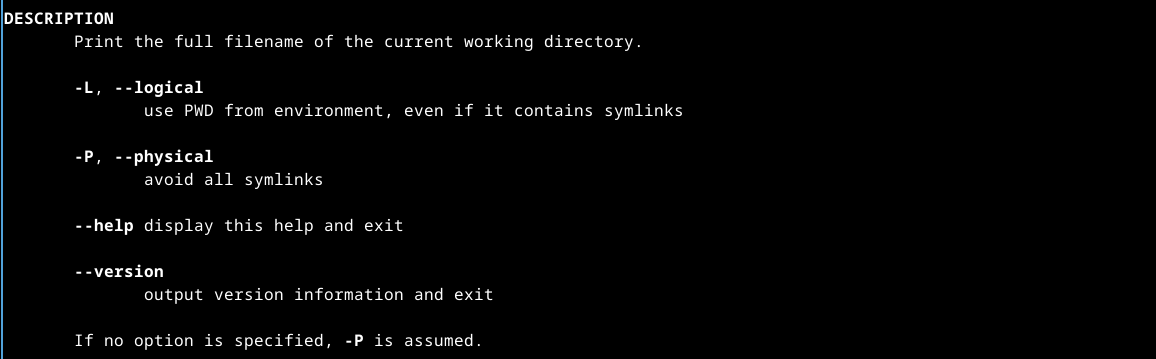 DESCRIPTION
Print the full filename of the current working directory.
-L, --logical
use PWD from environment, even if it contains symlinks
-P, --physical
avoid all symlinks
--help display this help and exit
--version
output version information and exit
If no option is specified, -P is assumed.